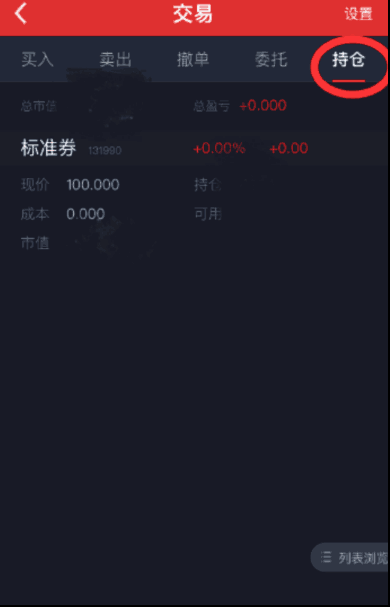 交易 设置
买入 卖出 撤单 委托 持仓
总市值 总盈亏 +0.000
标准券 131990 +0.00% +0.00
现价 100.000 持仓
成本 0.000 可用
市值
列表浏览